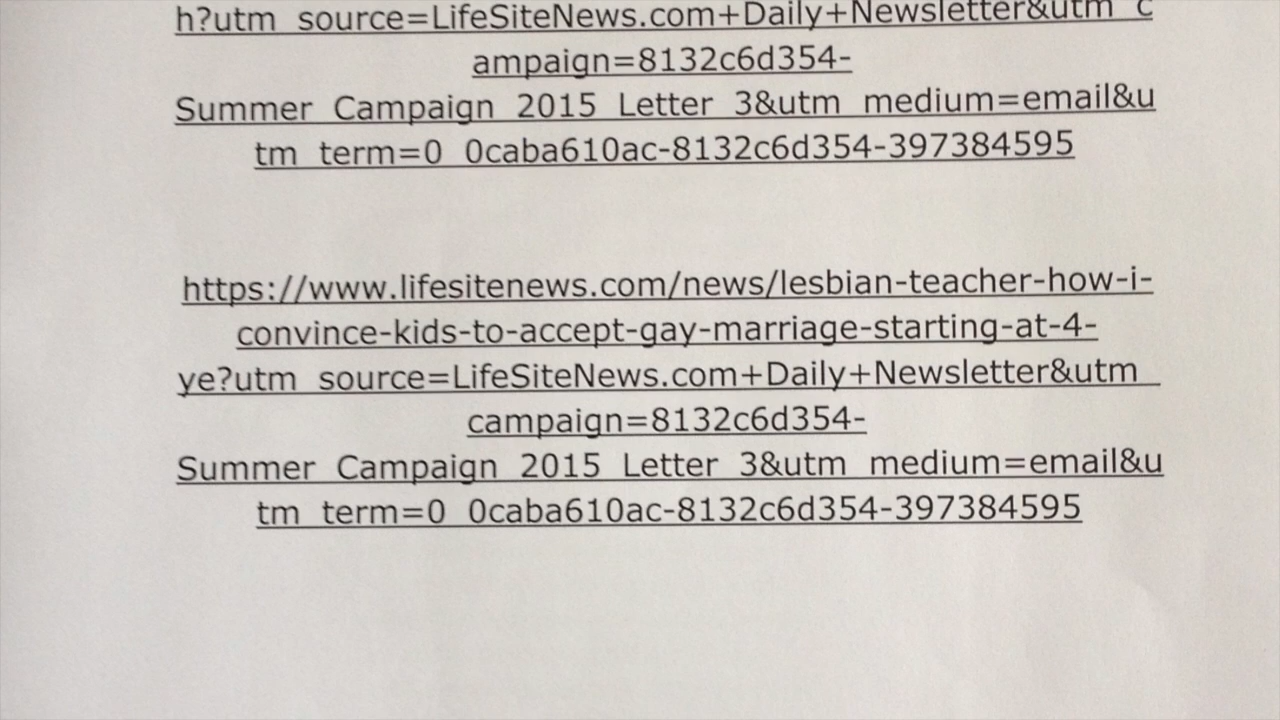 h?utm_source=LifeSiteNews.com+Daily+Newsletter&utm_c
ampaign=8132c6d354-
Summer_Campaign_2015_Letter_3&utm_medium=email&u
tm_term=0_0caba610ac-8132c6d354-397384595
https://www.lifesitenews.com/news/lesbian-teacher-how-i-
convince-kids-to-accept-gay-marriage-starting-at-4-
ye?utm_source=LifeSiteNews.com+Daily+Newsletter&utm_
campaign=8132c6d354-
Summer_Campaign_2015_Letter_3&utm_medium=email&u
tm_term=0_0caba610ac-8132c6d354-397384595